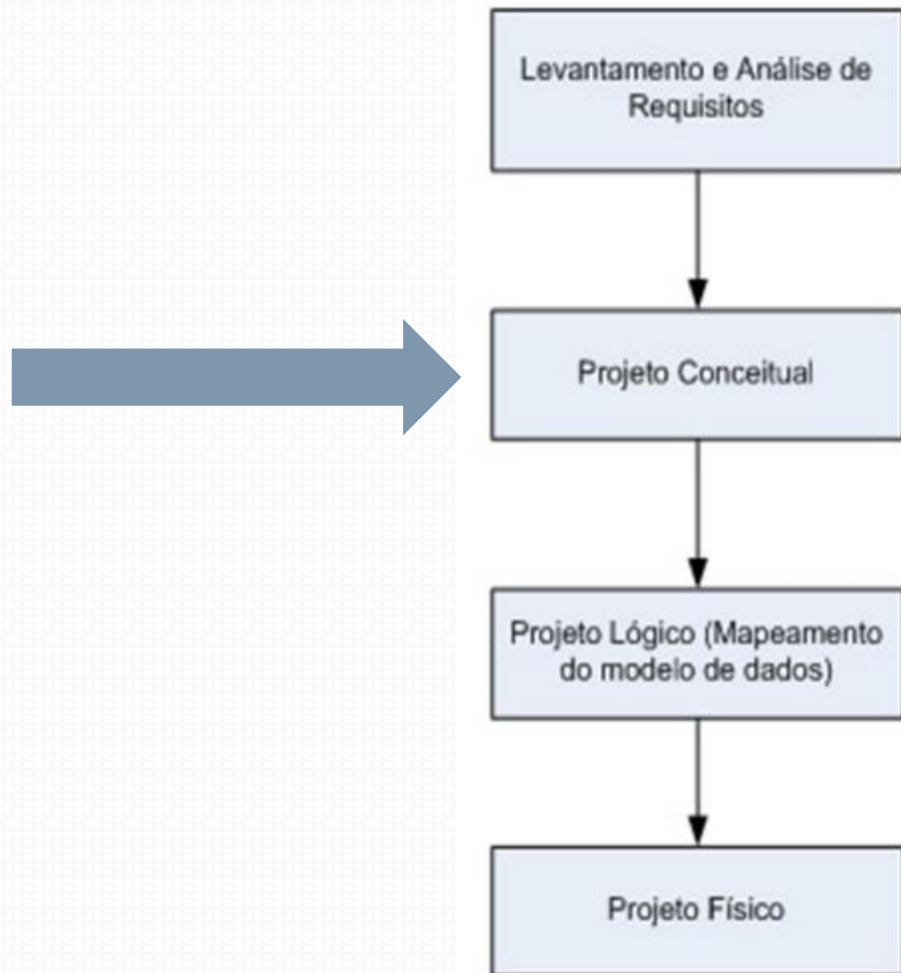 Levantamento e Análise de
Requisitos
Projeto Conceitual
Projeto Lógico (Mapeamento
do modelo de dados)
Projeto Físico